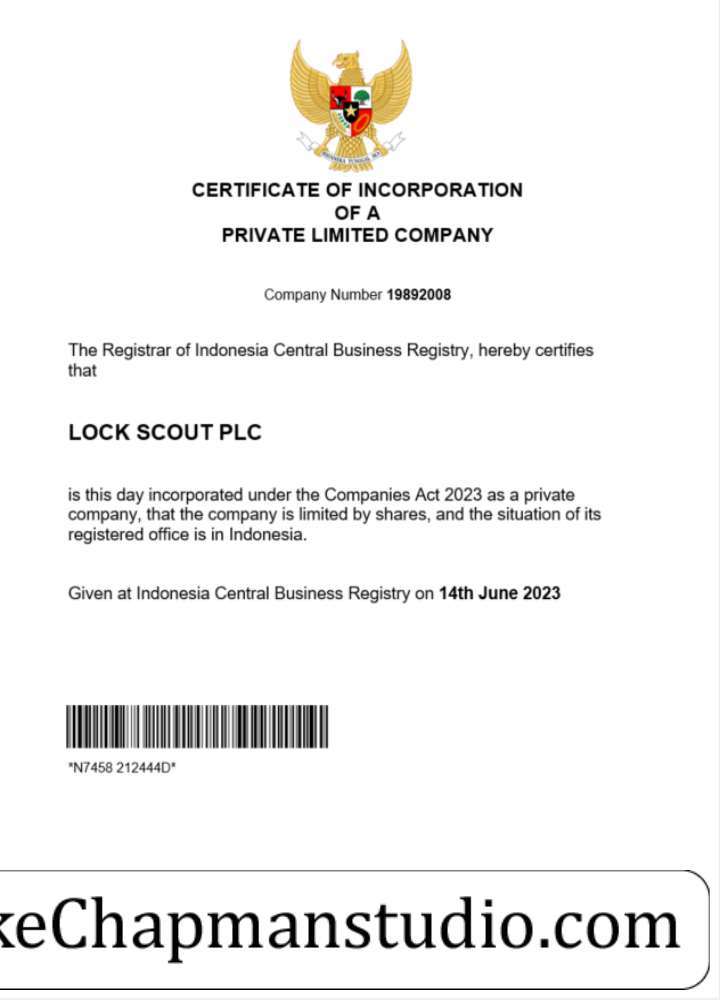 CERTIFICATE OF INCORPORATION
OF A
PRIVATE LIMITED COMPANY
Company Number 19892008
The Registrar of Indonesia Central Business Registry, hereby certifies
that
LOCK SCOUT PLC
is this day incorporated under the Companies Act 2023 as a private
company, that the company is limited by shares, and the situation of its
registered office is in Indonesia.
Given at Indonesia Central Business Registry on 14th June 2023
*N7458 212444D*
keChapmanstudio.com